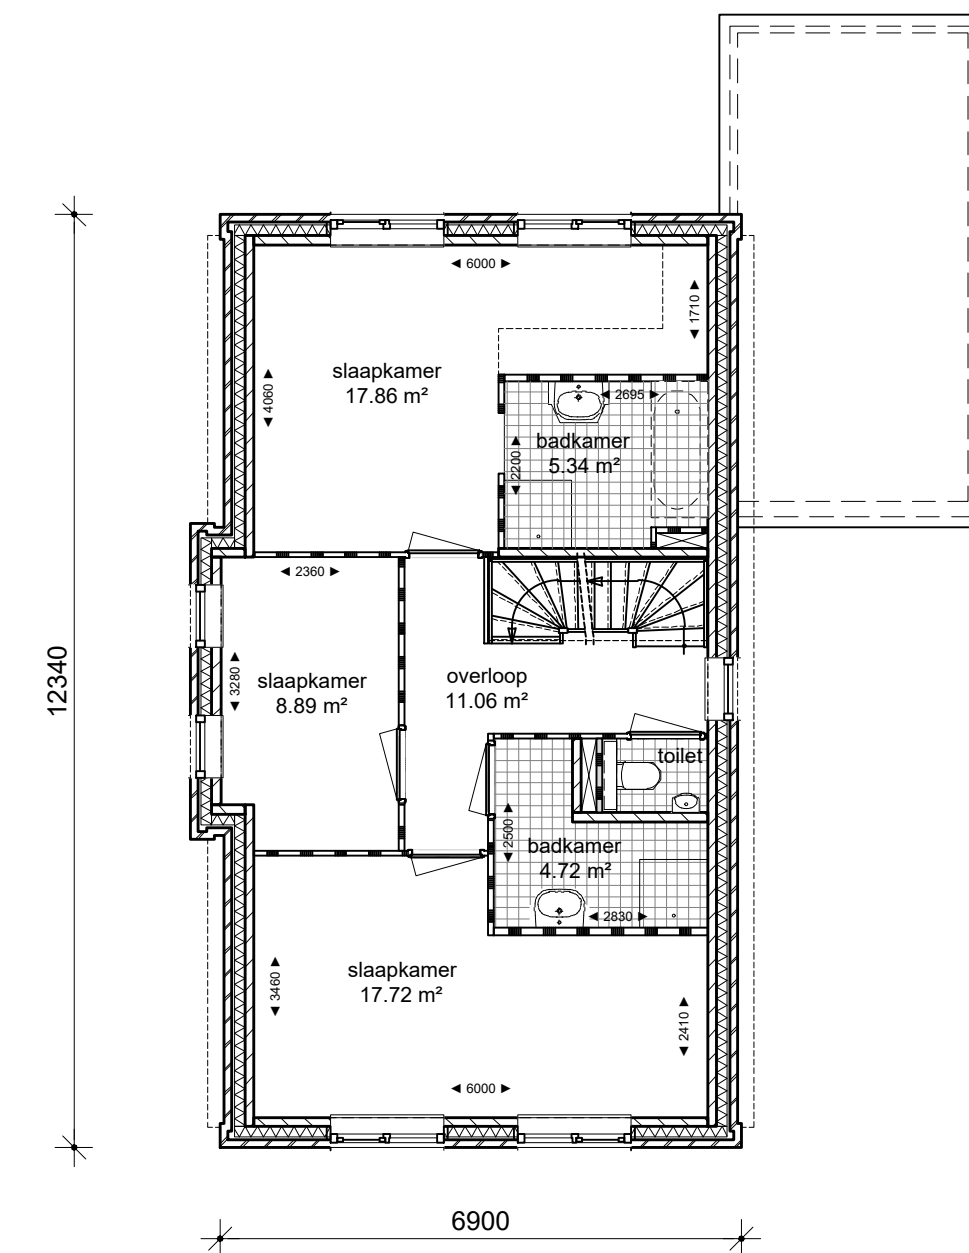 ◄ 6000 ►
◄ 1710 ►
slaapkamer
17.86 m²
◄ 4060 ►
◄ 2695 ►
badkamer
5.34 m²
◄ 2200 ►
◄ 2360 ►
12340
◄ 3280 ►
slaapkamer
8.89 m²
overloop
11.06 m²
toilet
◄ 2500 ►
badkamer
4.72 m²
◄ 2830 ►
slaapkamer
17.72 m²
◄ 3460 ►
◄ 2410 ►
◄ 6000 ►
6900